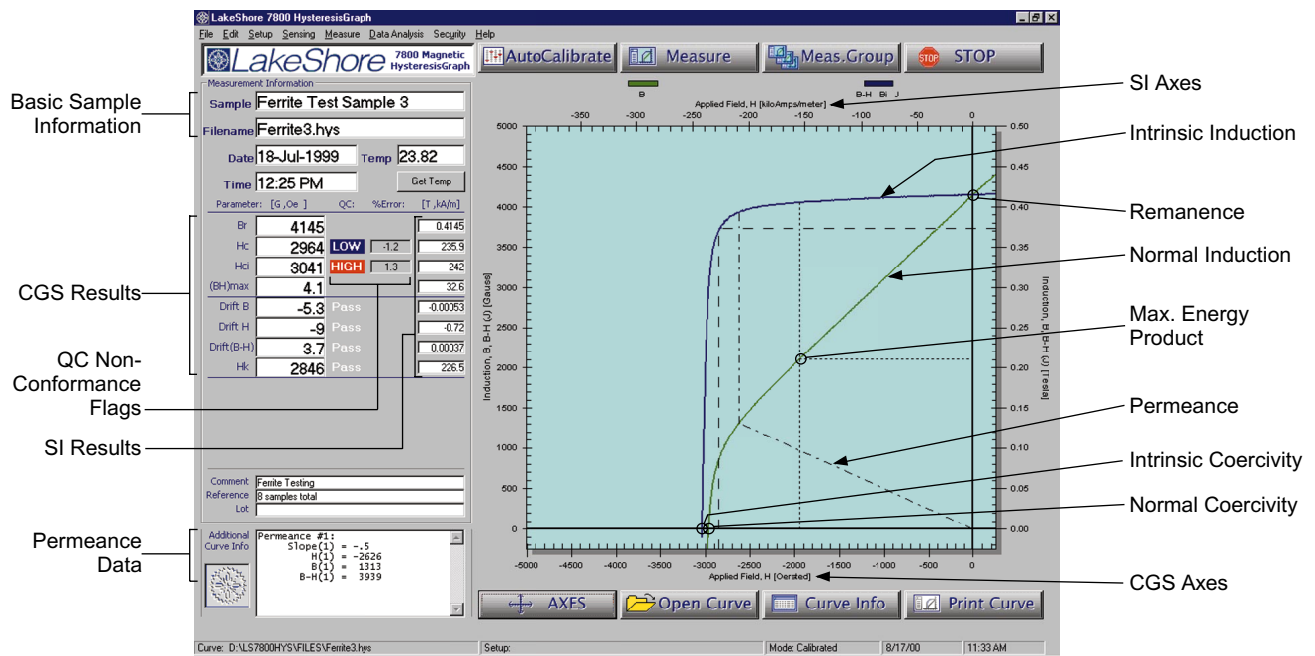 LakeShore 7800 HysteresisGraph
File Edit Setup Sensing Measure Data Analysis Security Help
LakeShore 7800 Magnetic HysteresisGraph
AutoCalibrate Measure Meas.Group STOP STOP
Measurement Information
Sample Ferrite Test Sample 3
Filename Ferrite3.hys
Date 18-Jul-1999 Temp 23.82
Time 12:25 PM Get Temp
Parameter: [G ,Oe ] QC: %Error: [T ,kA/m]
Br 4145 0.4145
Hc 2964 LOW -1.2 235.9
Hci 3041 HIGH 1.3 242
(BH)max 4.1 32.6
Drift B -5.3 Pass -0.00053
Drift H -9 Pass -0.72
Drift(B-H) 3.7 Pass 0.00037
Hk 2846 Pass 226.5
Comment Ferrite Testing
Reference 8 samples total
Lot
Additional Curve Info
Permeance #1:
Slope(1) = -.5
H(1) = -2626
B(1) = 1313
B-H(1) = 3939
B
B-H Bi J
Applied Field, H [kiloAmps/meter]
-350 -300 -250 -200 -150 -100 -50 0
5000
4500
4000
3500
3000
2500
2000
1500
1000
500
0
Induction, B, B-H (J) [Gauss]
0.50
0.45
0.40
0.35
0.30
0.25
0.20
0.15
0.10
0.05
0.00
Induction, B, B-H (J) [Tesla]
-5000 -4500 -4000 -3500 -3000 -2500 -2000 -1500 -1000 -500 0
Applied Field, H [Oersted]
AXES Open Curve Curve Info Print Curve
Curve: D:\LS7800HYS\FILES\Ferrite3.hys Setup: Mode: Calibrated 8/17/00 11:33 AM
Basic Sample
Information
CGS Results
QC Non-
Conformance
Flags
SI Results
Permeance
Data
SI Axes
Intrinsic Induction
Remanence
Normal Induction
Max. Energy
Product
Permeance
Intrinsic Coercivity
Normal Coercivity
CGS Axes